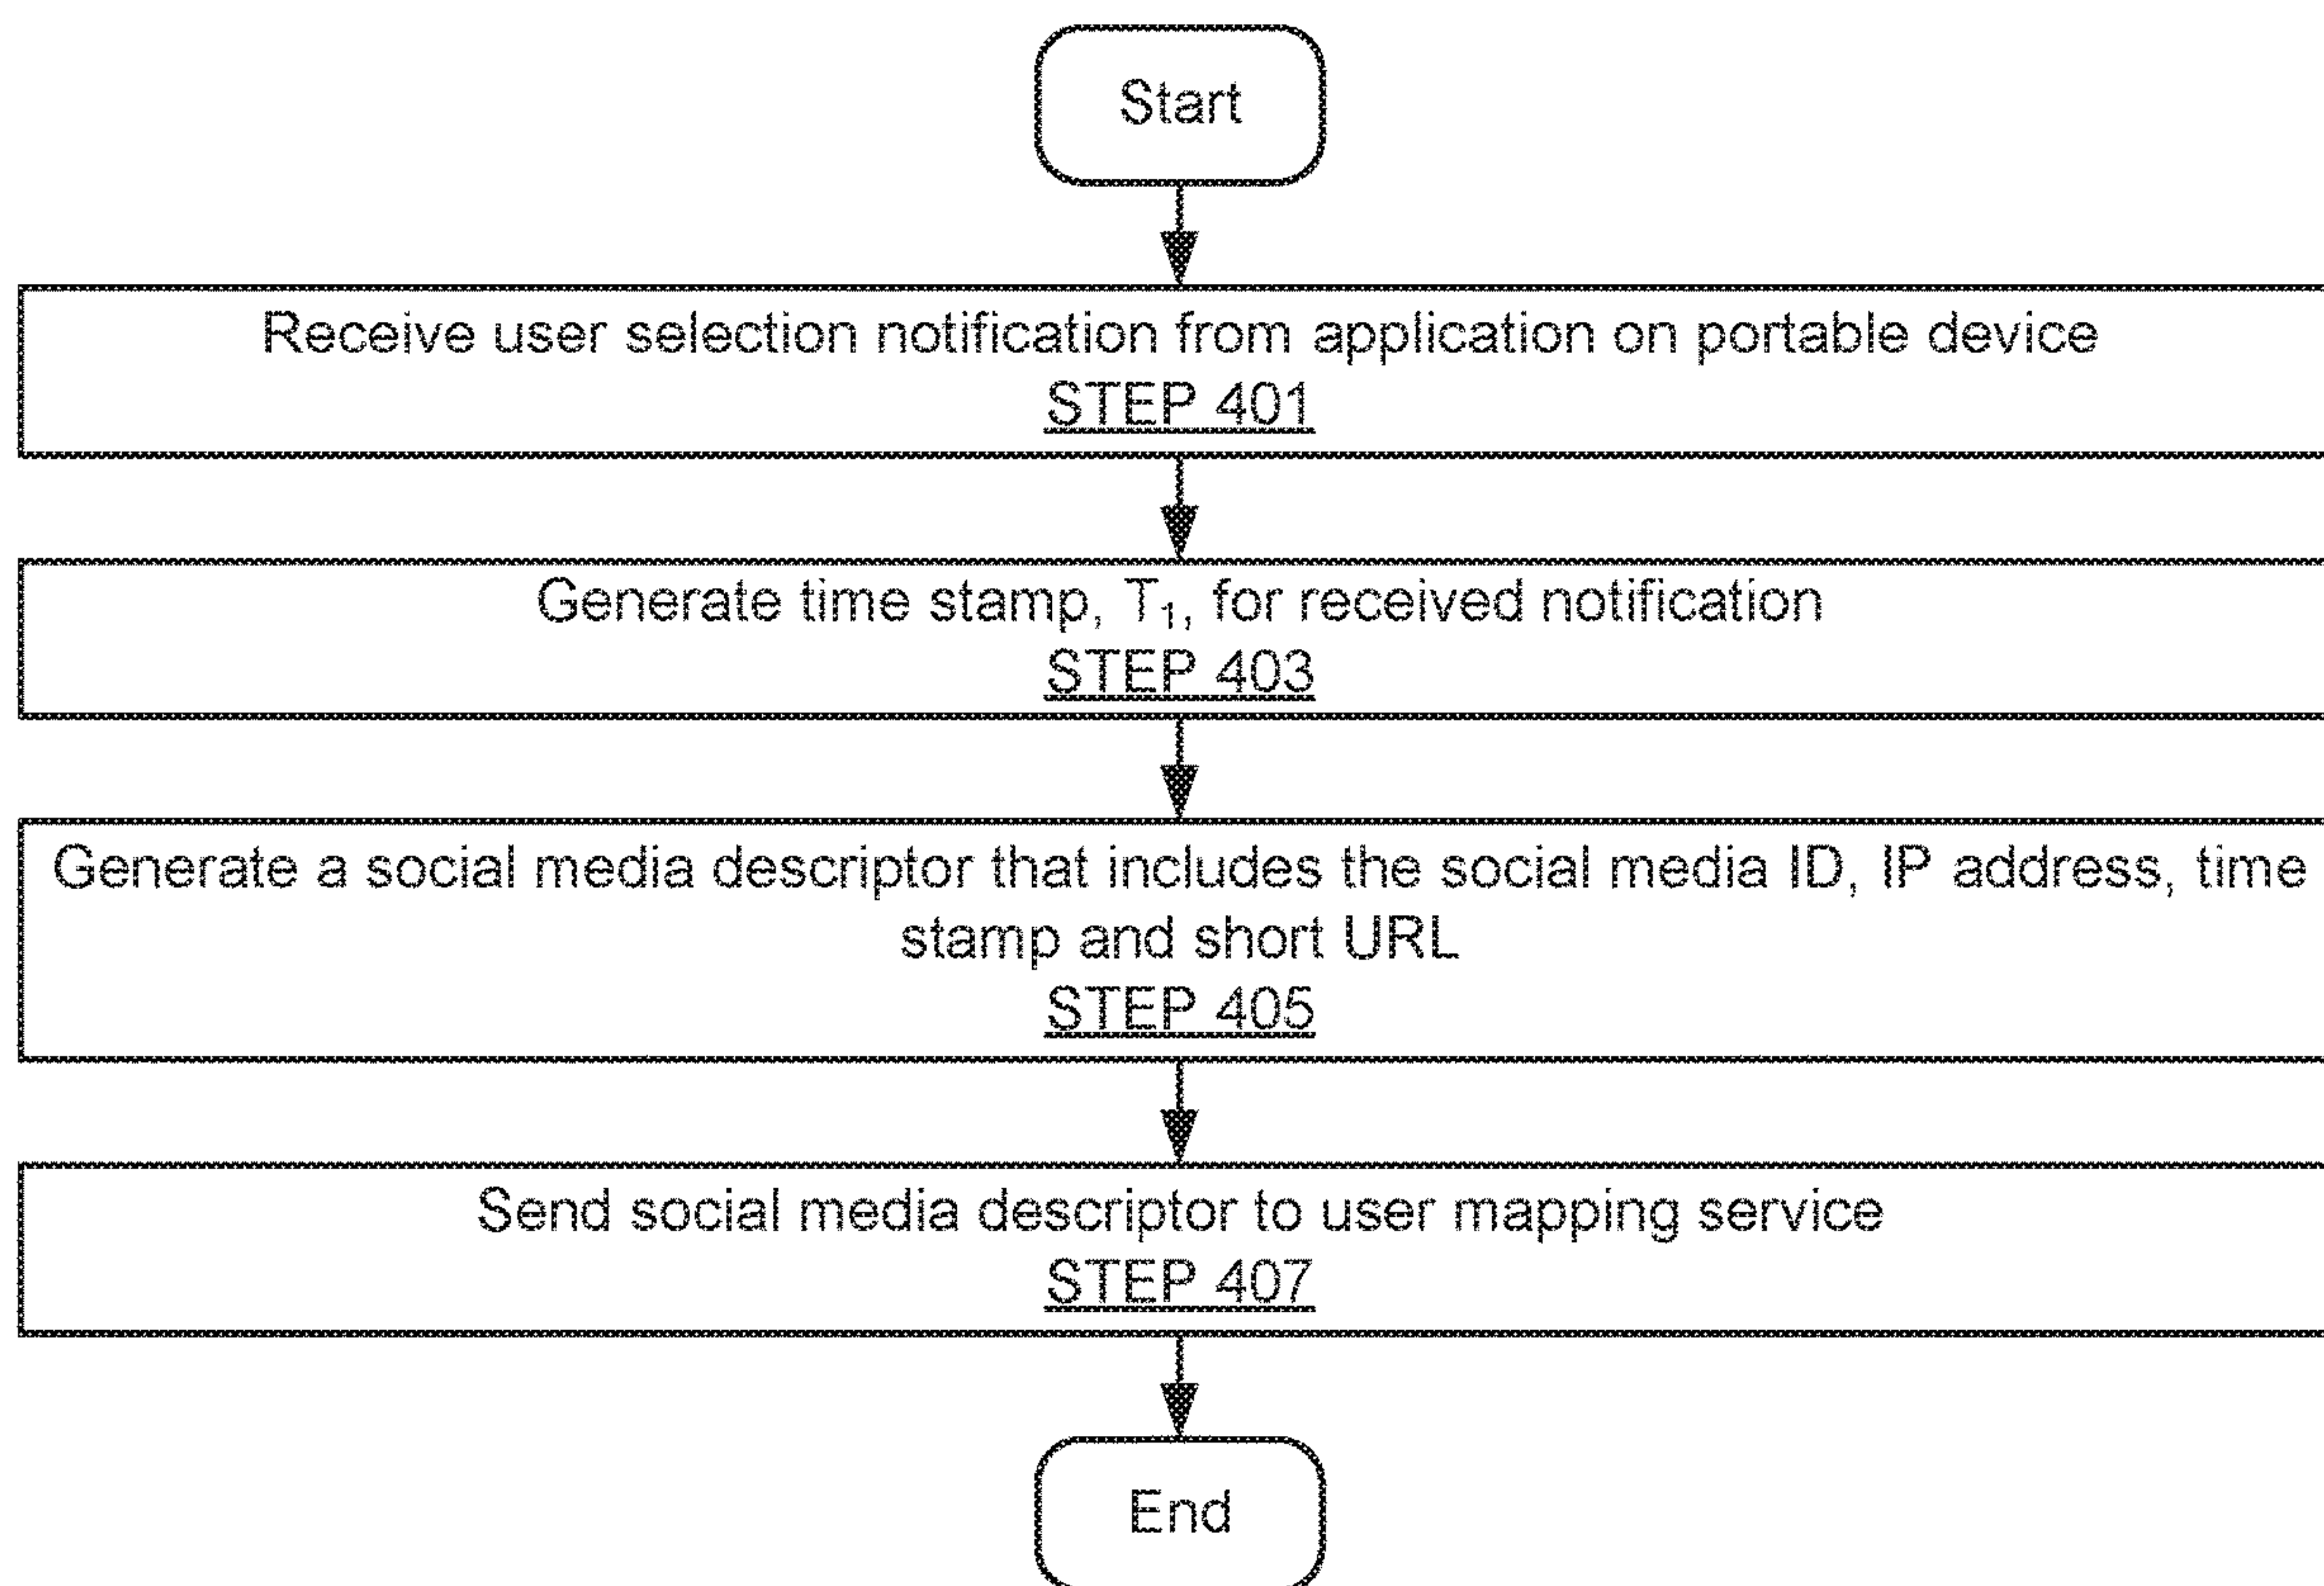 Start
Receive user selection notification from application on portable device
STEP 401
Generate time stamp, T₁, for received notification
STEP 403
Generate a social media descriptor that includes the social media ID, IP address, time
stamp and short URL
STEP 405
Send social media descriptor to user mapping service
STEP 407
End